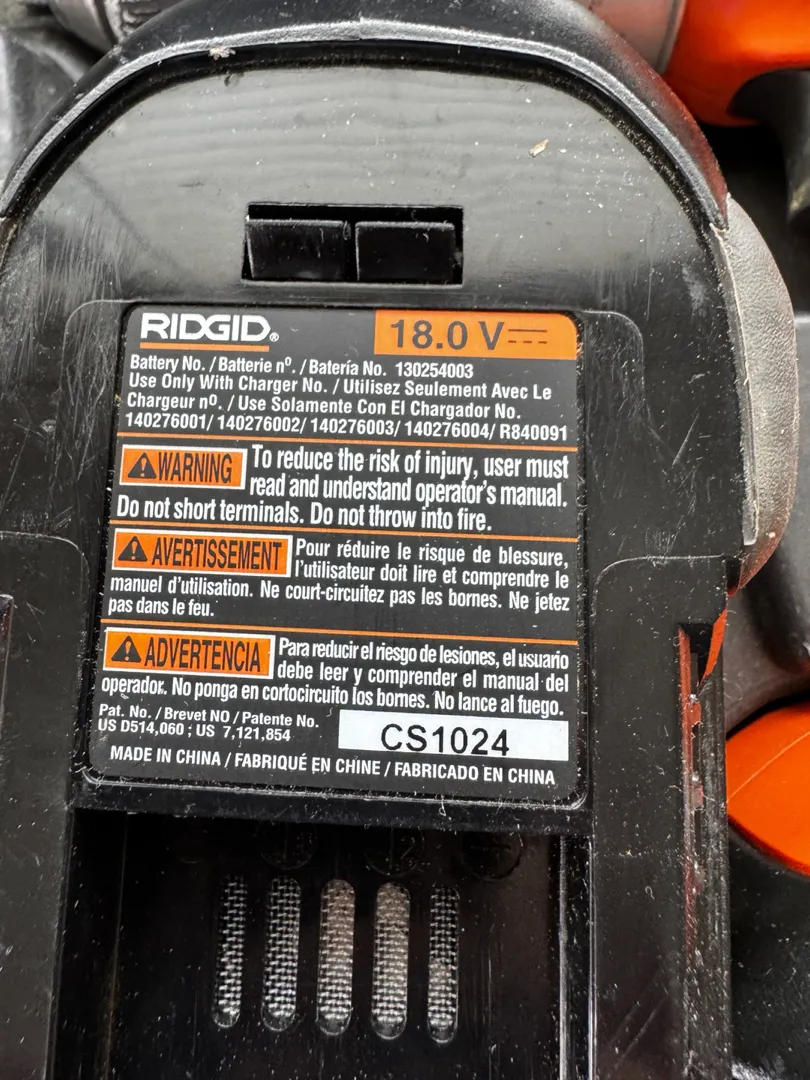 RIDGID®
18.0 V
Battery No. / Batterie nº. / Batería No. 130254003
Use Only With Charger No. / Utilisez Seulement Avec Le
Chargeur nº. / Use Solamente Con El Chargador No.
140276001/ 140276002/ 140276003/ 140276004/ R840091
WARNING To reduce the risk of injury, user must
read and understand operator's manual.
Do not short terminals. Do not throw into fire.
AVERTISSEMENT Pour réduire le risque de blessure,
l'utilisateur doit lire et comprendre le
manuel d'utilisation. Ne court-circuitez pas les bornes. Ne jetez
pas dans le feu.
ADVERTENCIA Para reducir el riesgo de lesiones, el usuario
debe leer y comprender el manual del
operador. No ponga en cortocircuito los bornes. No lance al fuego.
Pat. No. / Brevet NO / Patente No.
US D514,060 ; US 7,121,854
CS1024
MADE IN CHINA / FABRIQUÉ EN CHINE / FABRICADO EN CHINA